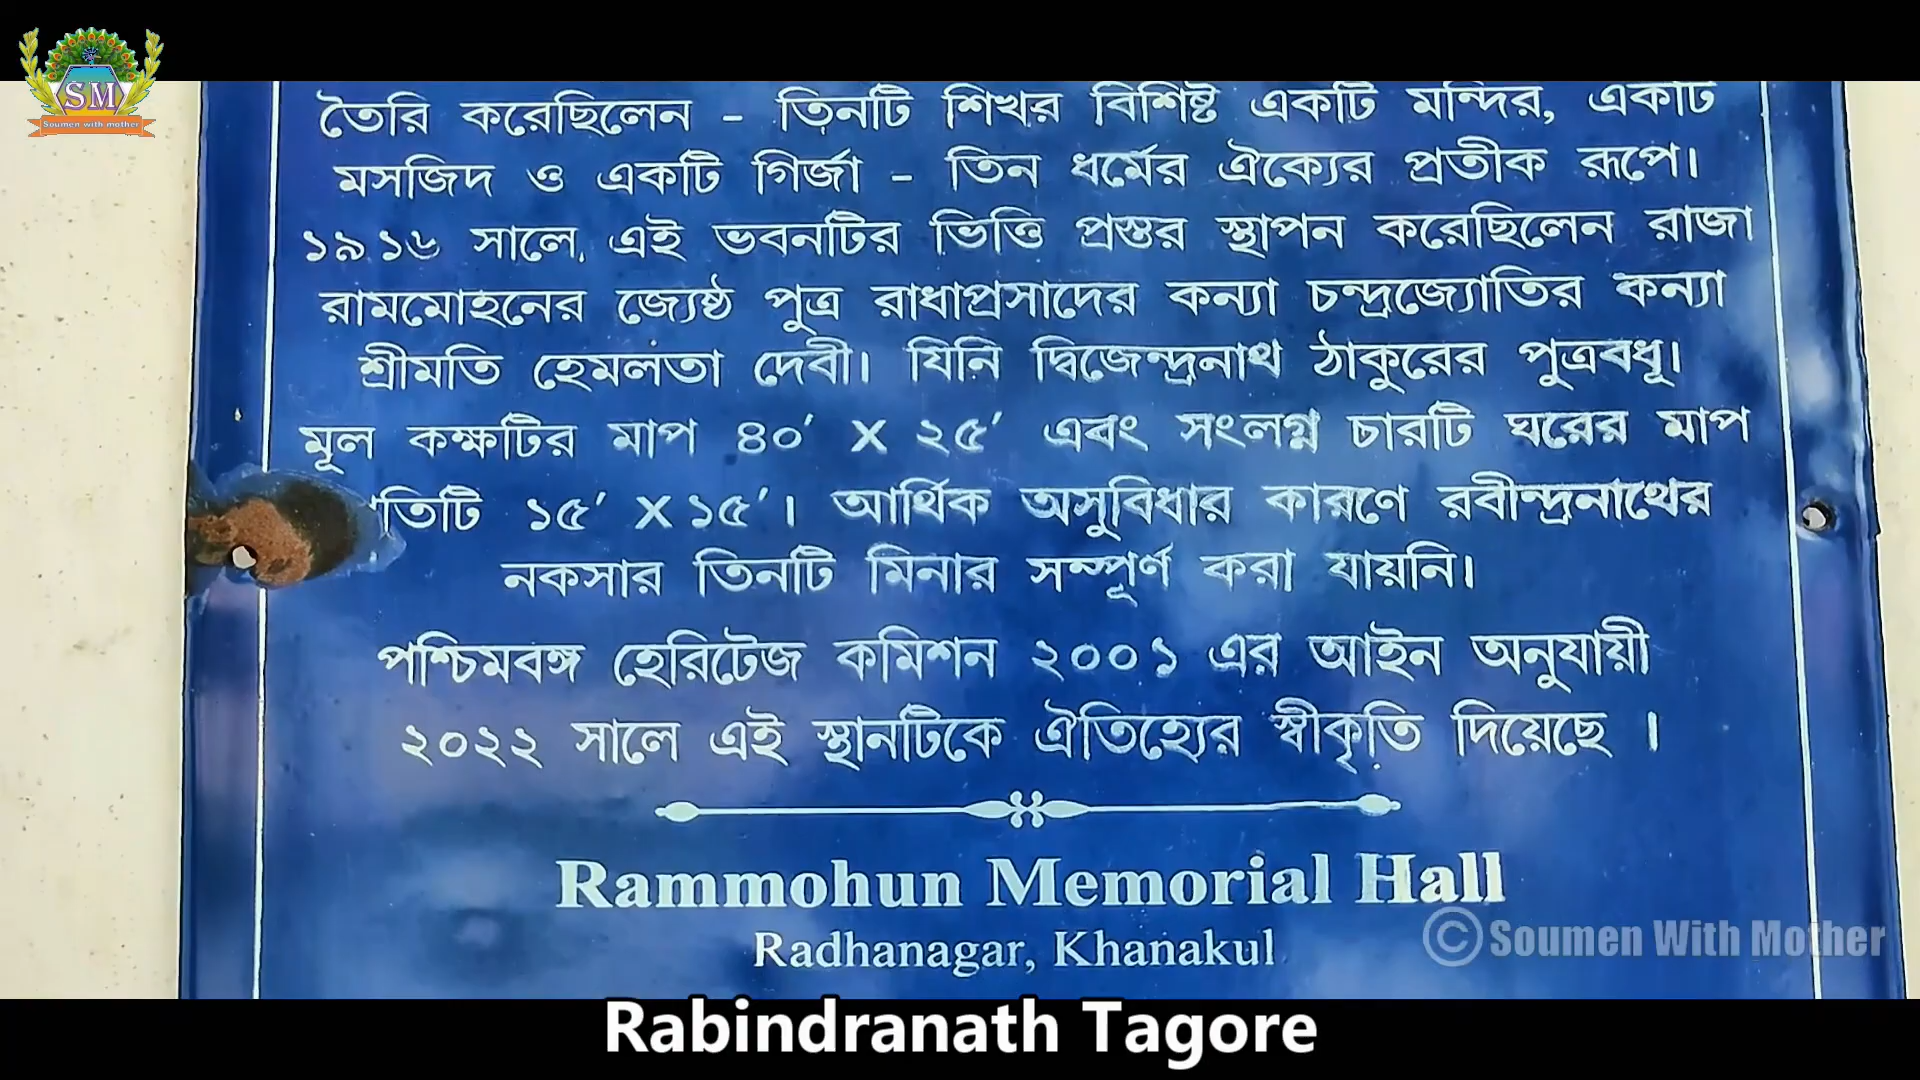 SM
Soumen with mother
তৈরি করেছিলেন - তিনটি শিখর বিশিষ্ট একটি মন্দির, একটি
মসজিদ ও একটি গির্জা - তিন ধর্মের ঐক্যের প্রতীক রূপে।
১৯১৬ সালে, এই ভবনটির ভিত্তি প্রস্তর স্থাপন করেছিলেন রাজা
রামমোহনের জ্যেষ্ঠ পুত্র রাধাপ্রসাদের কন্যা চন্দ্রজ্যোতির কন্যা
শ্রীমতি হেমলতা দেবী। যিনি দ্বিজেন্দ্রনাথ ঠাকুরের পুত্রবধূ।
মূল কক্ষটির মাপ ৪০' X ২৫' এবং সংলগ্ন চারটি ঘরের মাপ
১৫' X ১৫'। আর্থিক অসুবিধার কারণে রবীন্দ্রনাথের
নকসার তিনটি মিনার সম্পূর্ণ করা যায়নি।
পশ্চিমবঙ্গ হেরিটেজ কমিশন ২০০১ এর আইন অনুযায়ী
২০২২ সালে এই স্থানটিকে ঐতিহ্যের স্বীকৃতি দিয়েছে ।
Rammohun Memorial Hall
Radhanagar, Khanakul
© Soumen With Mother
Rabindranath Tagore